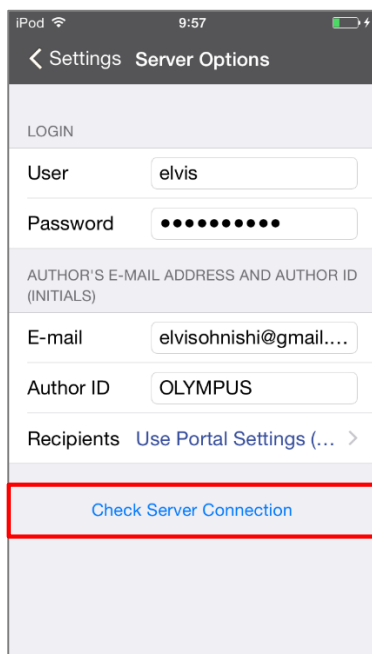 iPod 9:57
Settings Server Options
LOGIN
User elvis
Password ••••••••••
AUTHOR'S E-MAIL ADDRESS AND AUTHOR ID
(INITIALS)
E-mail elvisohnishi@gmail....
Author ID OLYMPUS
Recipients Use Portal Settings (...
Check Server Connection